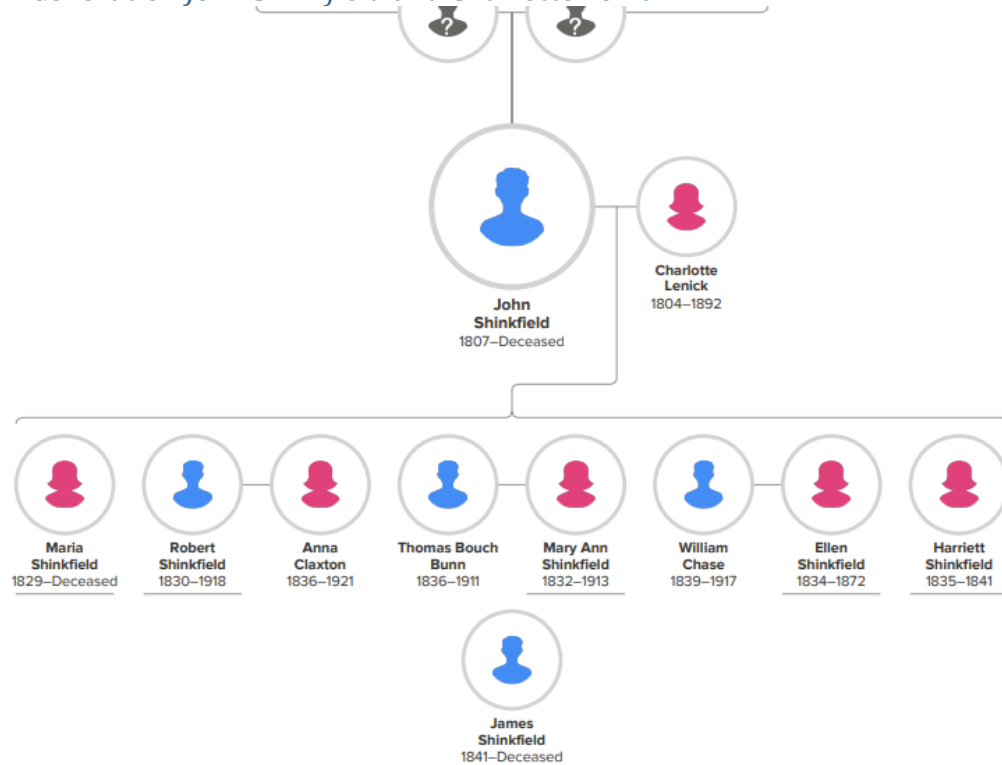 ? ?
John
Shinkfield
1807–Deceased
Charlotte
Lenick
1804–1892
Maria
Shinkfield
1829–Deceased
Robert
Shinkfield
1830–1918
Anna
Claxton
1836–1921
Thomas Bouch
Bunn
1836–1911
Mary Ann
Shinkfield
1832–1913
William
Chase
1839–1917
Ellen
Shinkfield
1834–1872
Harriett
Shinkfield
1835–1841
James
Shinkfield
1841–Deceased